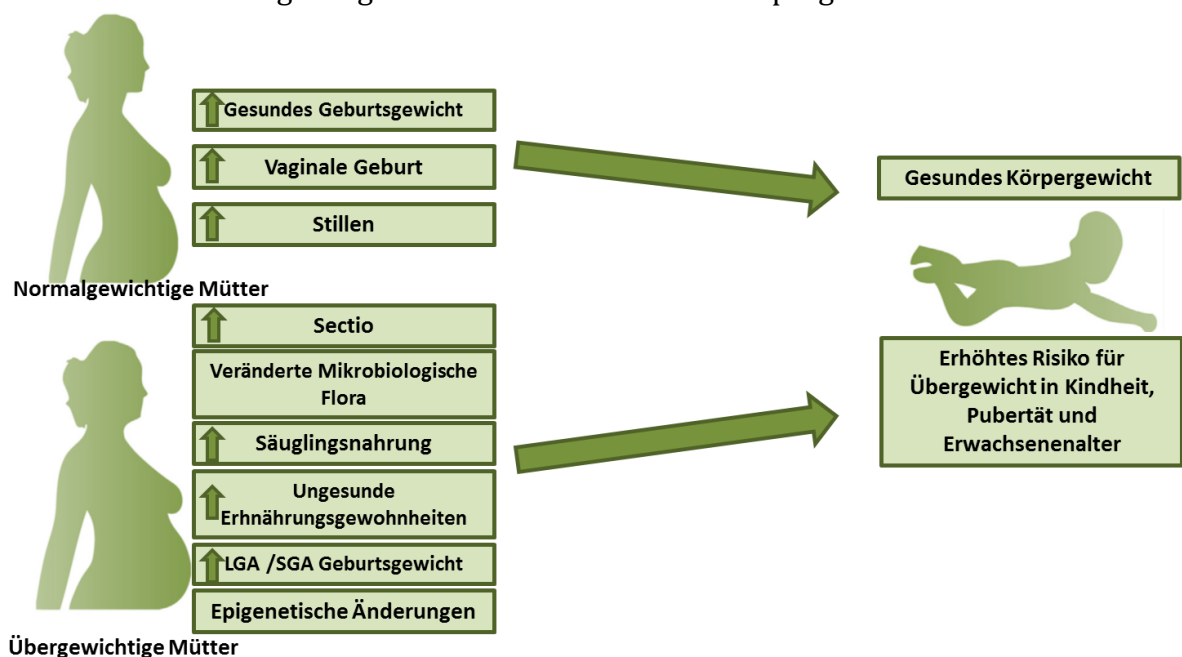 Gesundes Geburtsgewicht
Vaginale Geburt
Stillen
Normalgewichtige Mütter
Gesundes Körpergewicht
Sectio
Veränderte Mikrobiologische
Flora
Säuglingsnahrung
Ungesunde
Erhnährungsgewohnheiten
LGA /SGA Geburtsgewicht
Epigenetische Änderungen
Übergewichtige Mütter
Erhöhtes Risiko für
Übergewicht in Kindheit,
Pubertät und
Erwachsenenalter